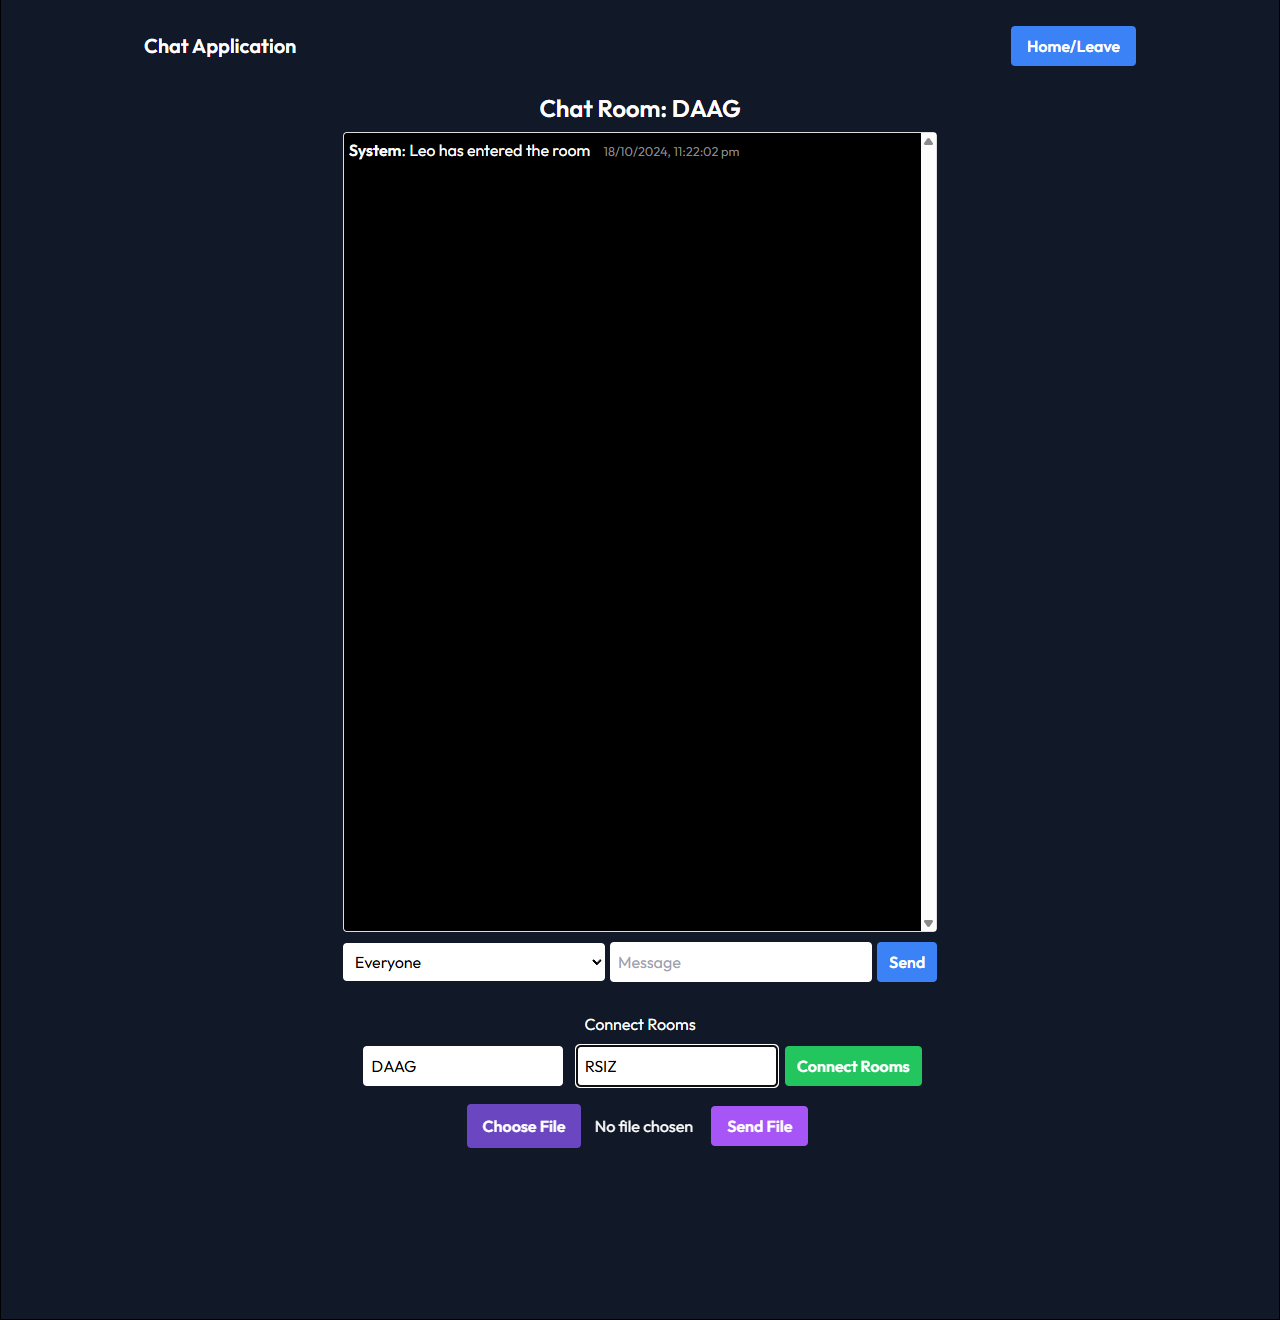 Chat Application Home/Leave
Chat Room: DAAG
System: Leo has entered the room 18/10/2024, 11:22:02 pm
Everyone Message Send
Connect Rooms
DAAG RSIZ Connect Rooms
Choose File No file chosen Send File